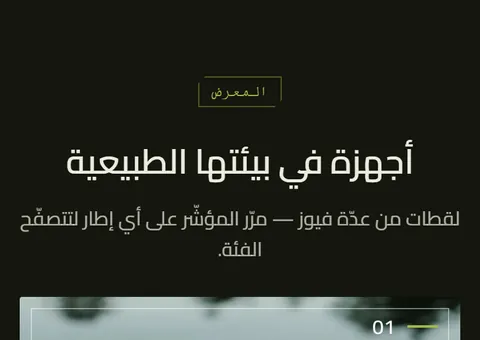 المعرض
أجهزة في بيئتها الطبيعية
لقطات من عدّة فيوز — مرّر المؤشّر على أي إطار لتتصفّح
الفئة.
01